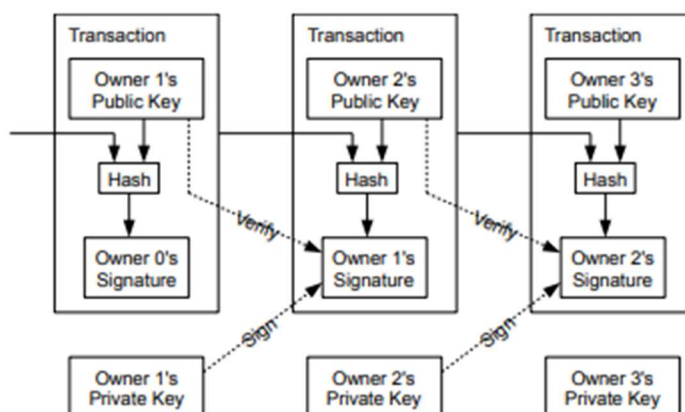 Transaction
Transaction
Transaction
Owner 1's
Public Key
Owner 2's
Public Key
Owner 3's
Public Key
Hash
Hash
Hash
Verify
Verify
Owner 0's
Signature
Owner 1's
Signature
Owner 2's
Signature
Sign
Sign
Owner 1's
Private Key
Owner 2's
Private Key
Owner 3's
Private Key